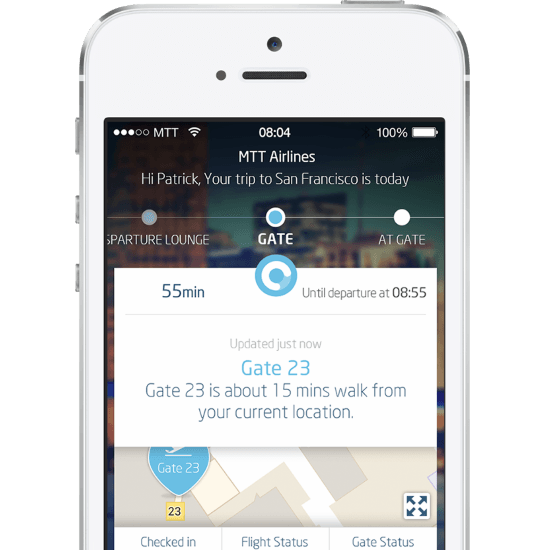 MTT 08:04 100%
MTT Airlines
Hi Patrick, Your trip to San Francisco is today
SPARTURE LOUNGE GATE AT GATE
55min Until departure at 08:55
Updated just now
Gate 23
Gate 23 is about 15 mins walk from
your current location.
Gate 23
23
Checked in Flight Status Gate Status